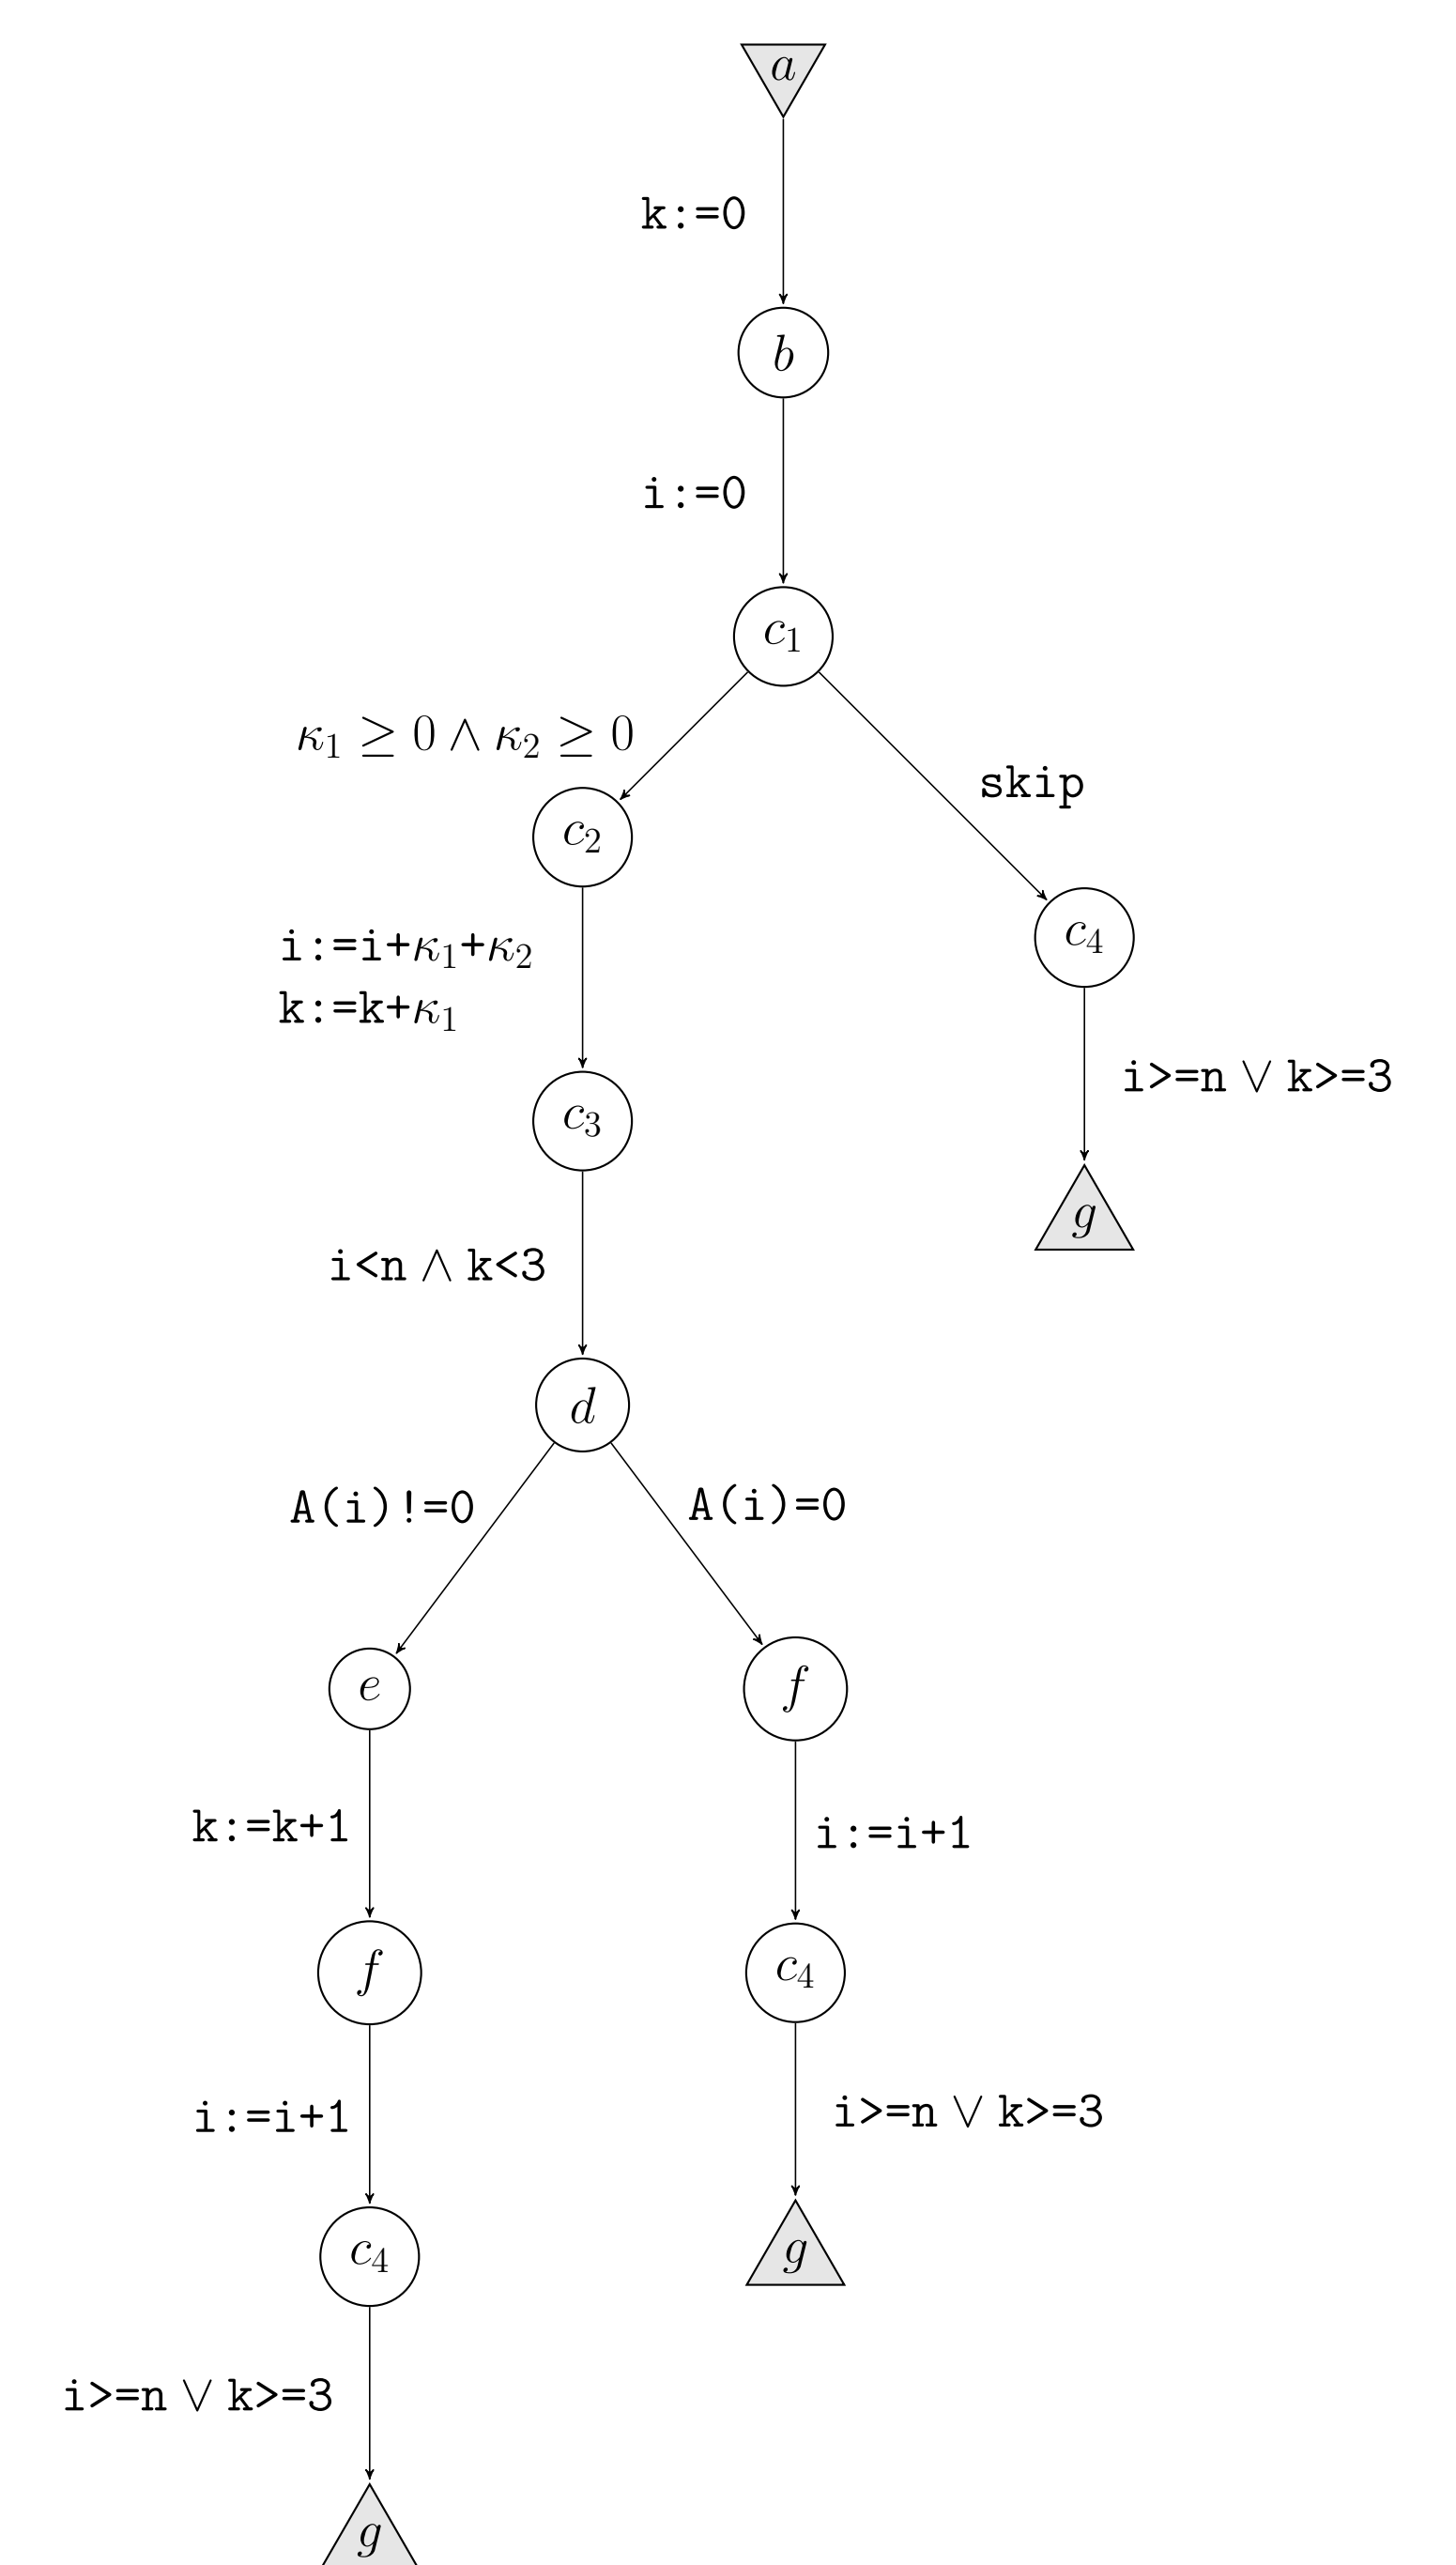 a
k:=0
b
i:=0
c₁
κ₁ ≥ 0 ∧ κ₂ ≥ 0
skip
c₂
c₄
i:=i+κ₁+κ₂
k:=k+κ₁
i>=n ∨ k>=3
c₃
g
i<n ∧ k<3
d
A(i)!=0
A(i)=0
e
f
k:=k+1
i:=i+1
f
c₄
i:=i+1
i>=n ∨ k>=3
c₄
g
i>=n ∨ k>=3
g